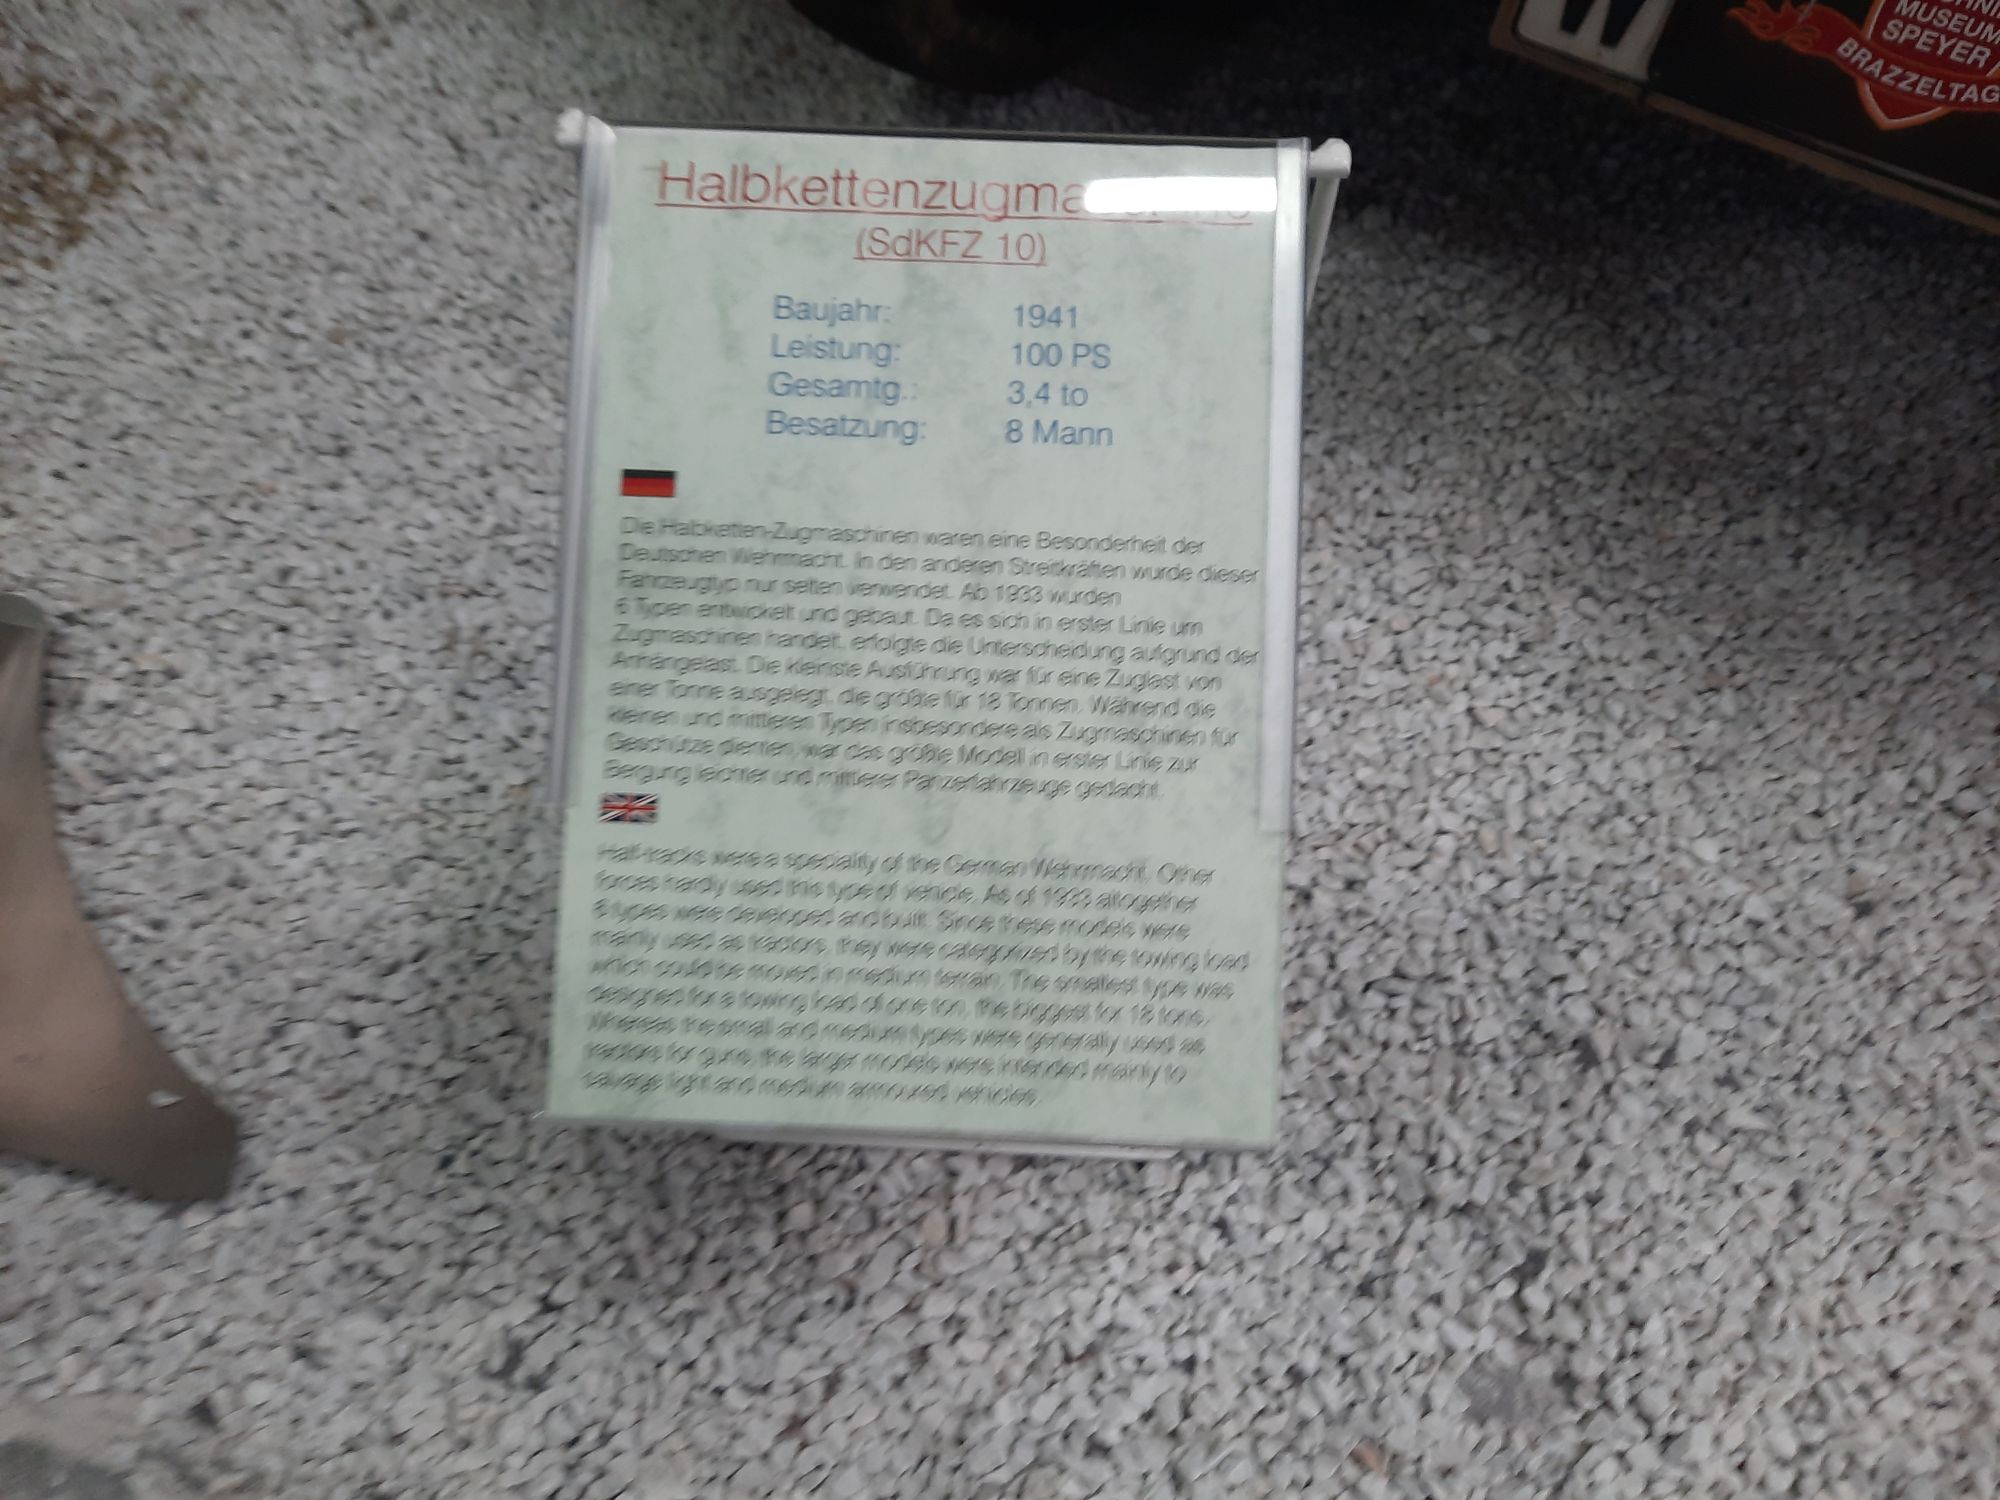 Halbkettenzugma
(SdKFZ 10)
Baujahr: 1941
Leistung: 100 PS
Gesamtg.: 3,4 to
Besatzung: 8 Mann
Die Halbketten-Zugmaschinen waren eine Besonderheit der
Deutschen Wehrmacht. In den anderen Streitkräften wurde dieser
Fahrzeugtyp nur selten verwendet. Ab 1933 wurden
6 Typen entwickelt und gebaut. Da es sich in erster Linie um
Zugmaschinen handelt, erfolgte die Unterscheidung aufgrund der
Anhängelast. Die kleinste Ausführung war für eine Zuglast von
einer Tonne ausgelegt, die größte für 18 Tonnen. Während die
kleinen und mittleren Typen insbesondere als Zugmaschinen für
Geschütze dienten, war das größte Modell in erster Linie zur
Bergung leichter und mittlerer Panzerfahrzeuge gedacht.
Half-tracks were a speciality of the German Wehrmacht. Other
forces hardly used this type of vehicle. As of 1933 altogether
6 types were developed and built. Since these models were
mainly used as tractors, they were categorized by the towing load
which could be moved in medium terrain. The smallest type was
designed for a towing load of one ton, the biggest for 18 tons.
Whereas the small and medium types were generally used as
tractors for guns, the larger models were intended mainly to
salvage light and medium armoured vehicles.
W
MUSEUM
SPEYER
BRAZZELTAG